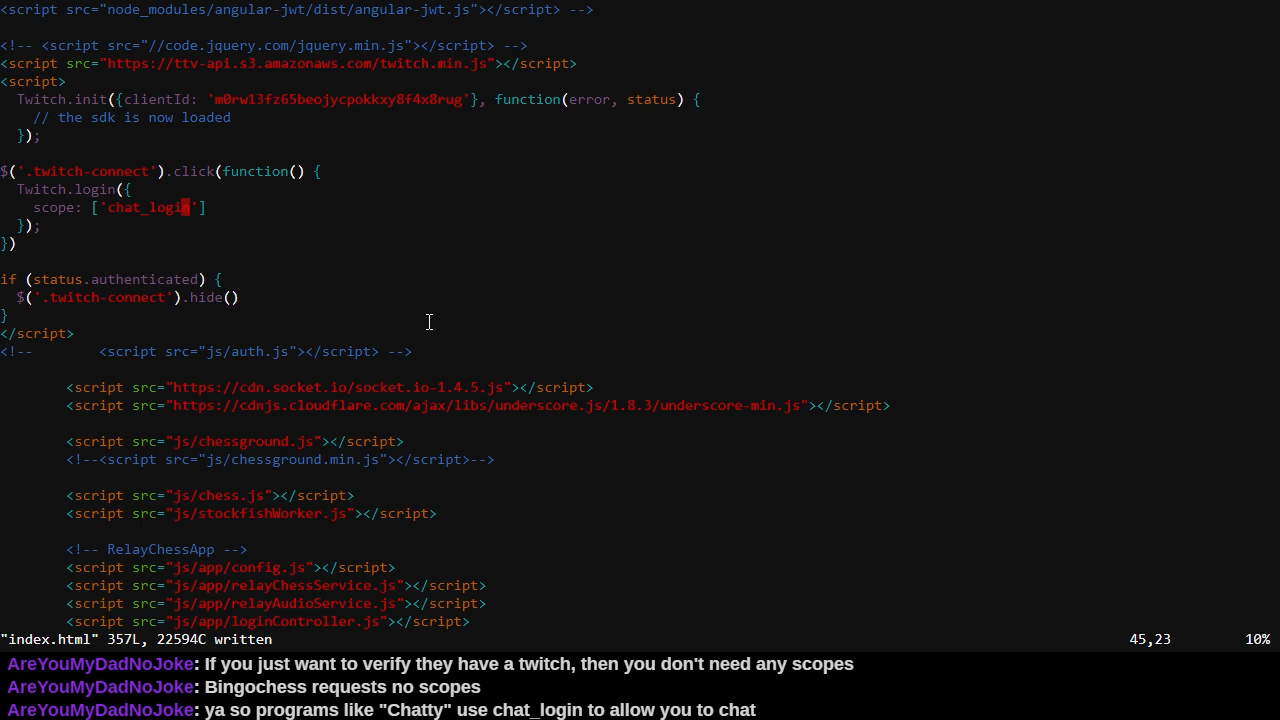 <script src="node_modules/angular-jwt/dist/angular-jwt.js"></script> -->
<!-- <script src="//code.jquery.com/jquery.min.js"></script> -->
<script src="https://ttv-api.s3.amazonaws.com/twitch.min.js"></script>
<script>
Twitch.init({clientId: 'm0rw13fz65beojycpokkxy8f4x8rug'}, function(error, status) {
// the sdk is now loaded
});
$('.twitch-connect').click(function() {
Twitch.login({
scope: ['chat_login']
});
})
if (status.authenticated) {
$('.twitch-connect').hide()
}
</script>
<!-- <script src="js/auth.js"></script> -->
<script src="https://cdn.socket.io/socket.io-1.4.5.js"></script>
<script src="https://cdnjs.cloudflare.com/ajax/libs/underscore.js/1.8.3/underscore-min.js"></script>
<script src="js/chessground.js"></script>
<!--<script src="js/chessground.min.js"></script>-->
<script src="js/chess.js"></script>
<script src="js/stockfishWorker.js"></script>
<!-- RelayChessApp -->
<script src="js/app/config.js"></script>
<script src="js/app/relayChessService.js"></script>
<script src="js/app/relayAudioService.js"></script>
<script src="js/app/loginController.js"></script>
"index.html" 357L, 22594C written 45,23 10%
AreYouMyDadNoJoke: If you just want to verify they have a twitch, then you don't need any scopes
AreYouMyDadNoJoke: Bingochess requests no scopes
AreYouMyDadNoJoke: ya so programs like "Chatty" use chat_login to allow you to chat